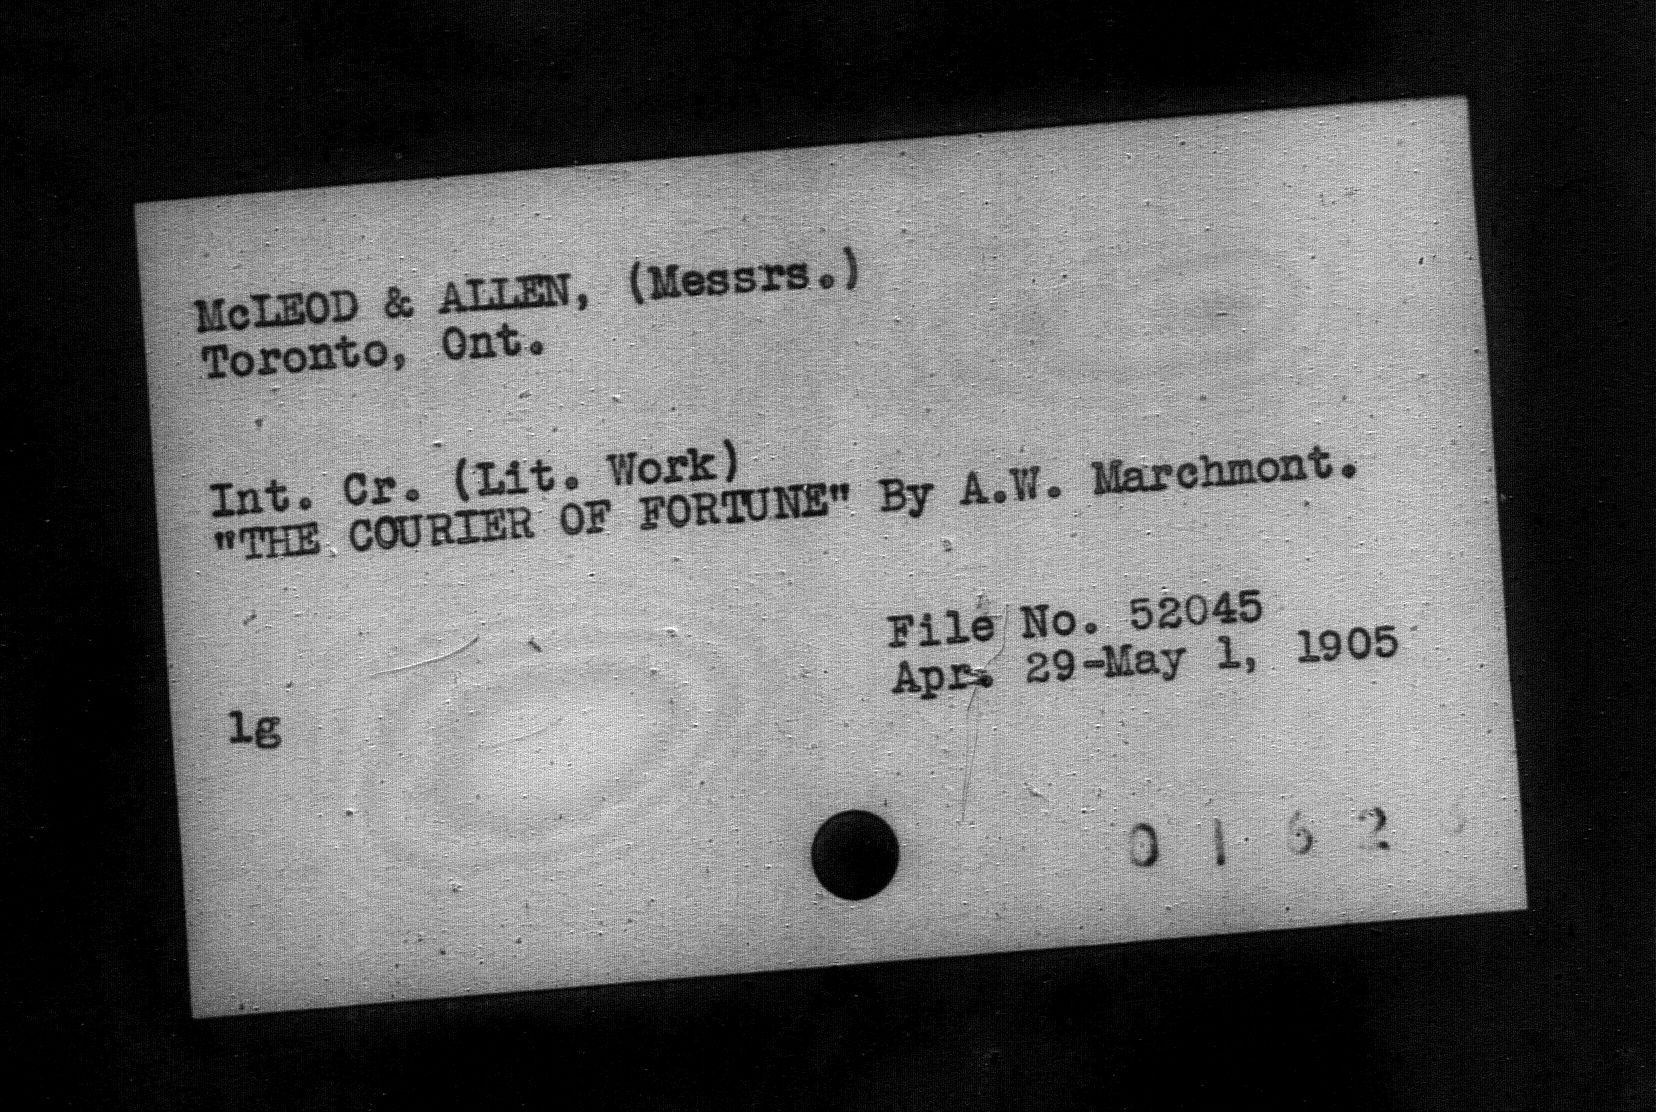 McLEOD & ALLEN, (Messrs.)
Toronto, Ont.
Int. Cr. (Lit. Work)
"THE COURIER OF FORTUNE" By A.W. Marchmont.
File No. 52045
Apr. 29-May 1, 1905
lg
0 1 6 2